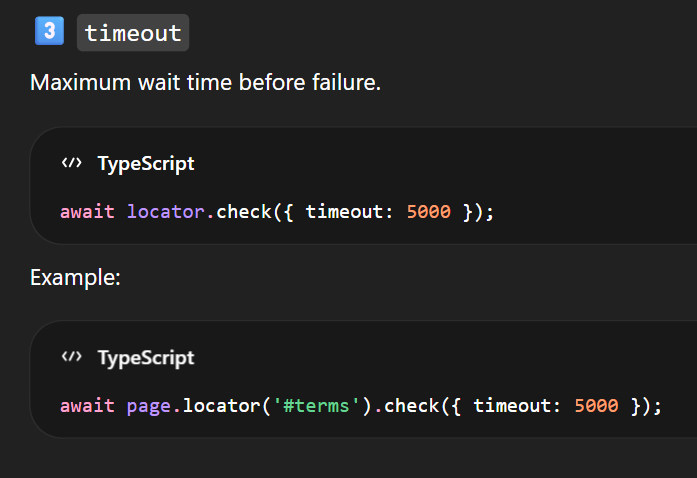 3 timeout
Maximum wait time before failure.
</> TypeScript
await locator.check({ timeout: 5000 });
Example:
</> TypeScript
await page.locator('#terms').check({ timeout: 5000 });